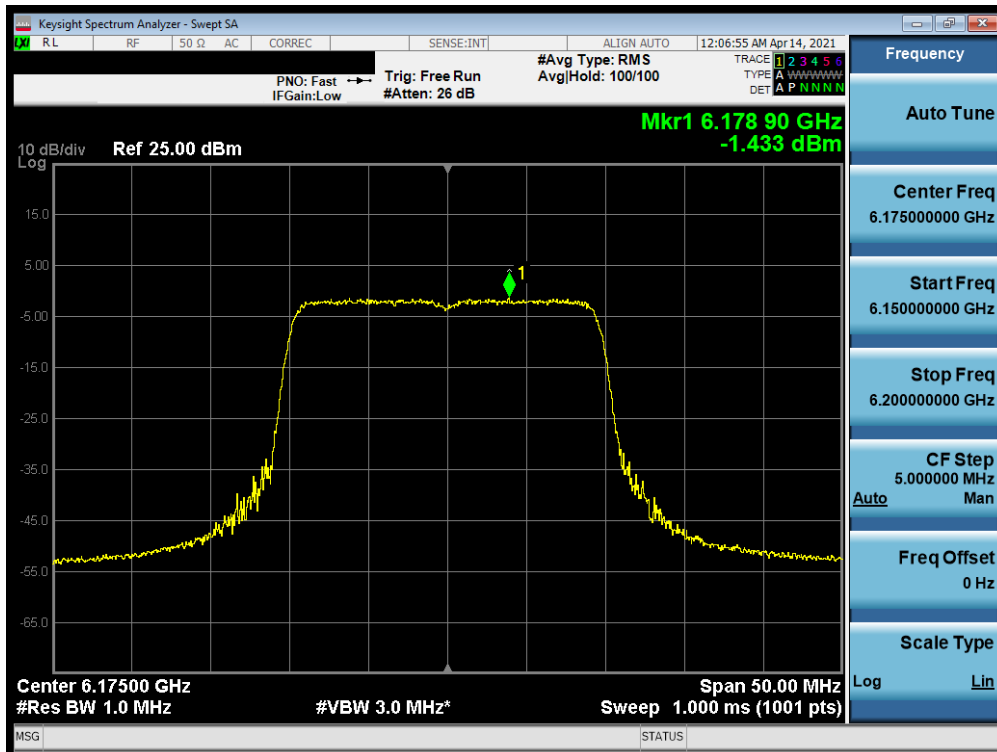 Keysight Spectrum Analyzer - Swept SA
LXI RL RF 50 Ω AC CORREC SENSE:INT ALIGN AUTO 12:06:55 AM Apr 14, 2021
PNO: Fast
IFGain:Low
Trig: Free Run
#Atten: 26 dB
#Avg Type: RMS
Avg|Hold: 100/100
TRACE 1 2 3 4 5 6
TYPE A WWWWW
DET A P N N N N
Mkr1 6.178 90 GHz
-1.433 dBm
10 dB/div Ref 25.00 dBm
Log
15.0
5.00
1
-5.00
-15.0
-25.0
-35.0
-45.0
-55.0
-65.0
Center 6.17500 GHz Span 50.00 MHz
#Res BW 1.0 MHz #VBW 3.0 MHz* Sweep 1.000 ms (1001 pts)
MSG STATUS
Frequency
Auto Tune
Center Freq
6.175000000 GHz
Start Freq
6.150000000 GHz
Stop Freq
6.200000000 GHz
CF Step
5.000000 MHz
Auto Man
Freq Offset
0 Hz
Scale Type
Log Lin